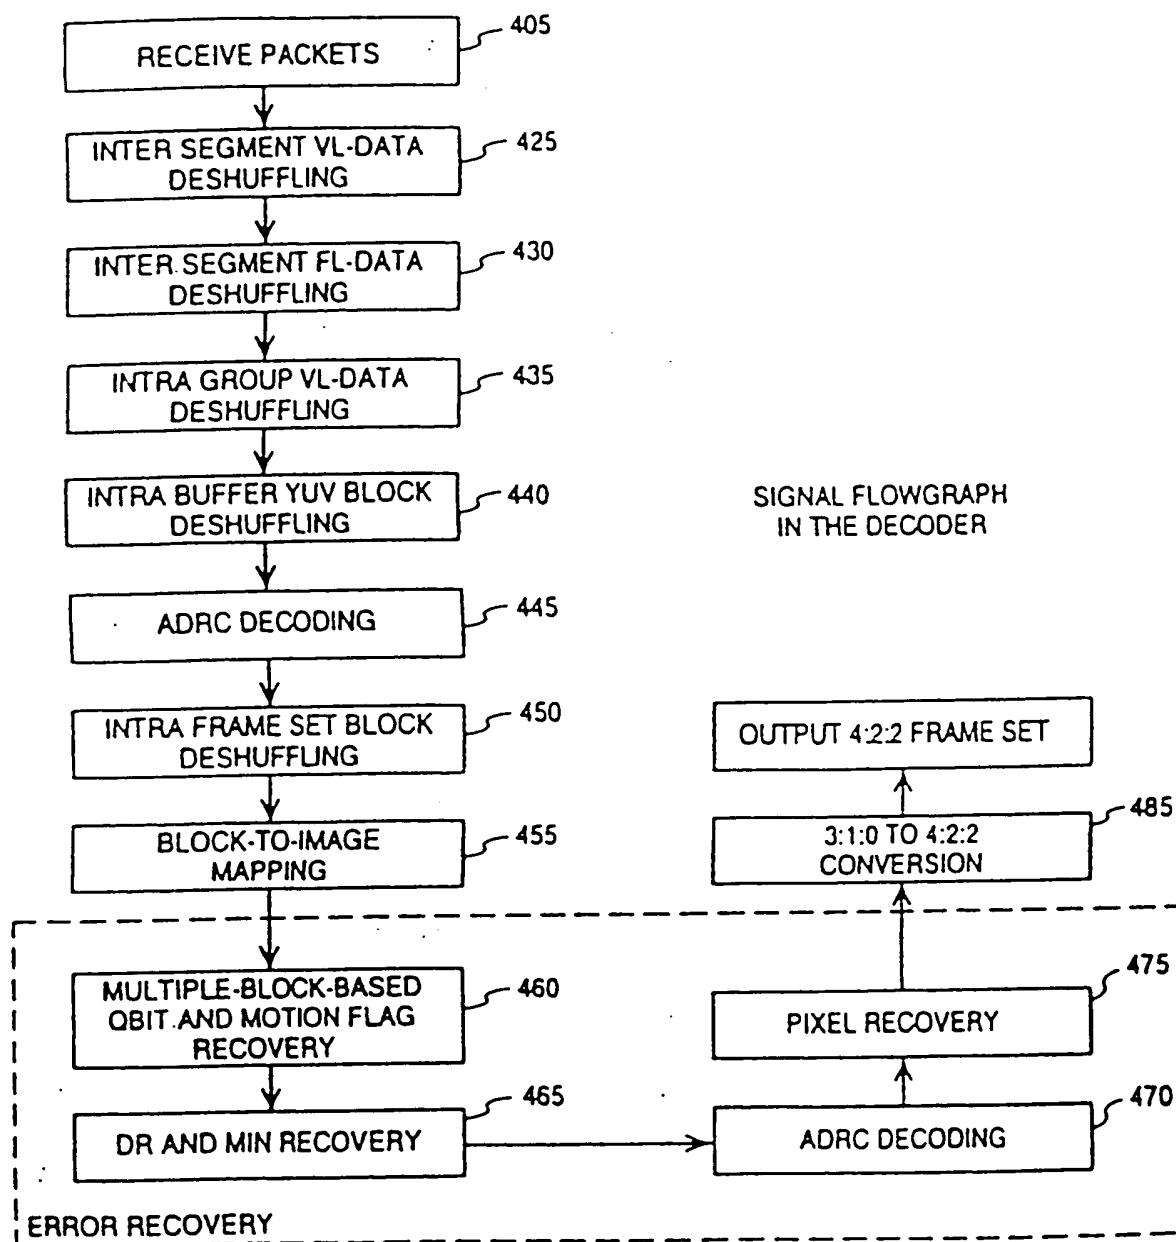 RECEIVE PACKETS
405
INTER SEGMENT VL-DATA
DESHUFFLING
425
INTER SEGMENT FL-DATA
DESHUFFLING
430
INTRA GROUP VL-DATA
DESHUFFLING
435
INTRA BUFFER YUV BLOCK
DESHUFFLING
440
SIGNAL FLOWGRAPH
IN THE DECODER
ADRC DECODING
445
INTRA FRAME SET BLOCK
DESHUFFLING
450
BLOCK-TO-IMAGE
MAPPING
455
MULTIPLE-BLOCK-BASED
QBIT AND MOTION FLAG
RECOVERY
460
DR AND MIN RECOVERY
465
ADRC DECODING
470
PIXEL RECOVERY
475
3:1:0 TO 4:2:2
CONVERSION
485
OUTPUT 4:2:2 FRAME SET
ERROR RECOVERY